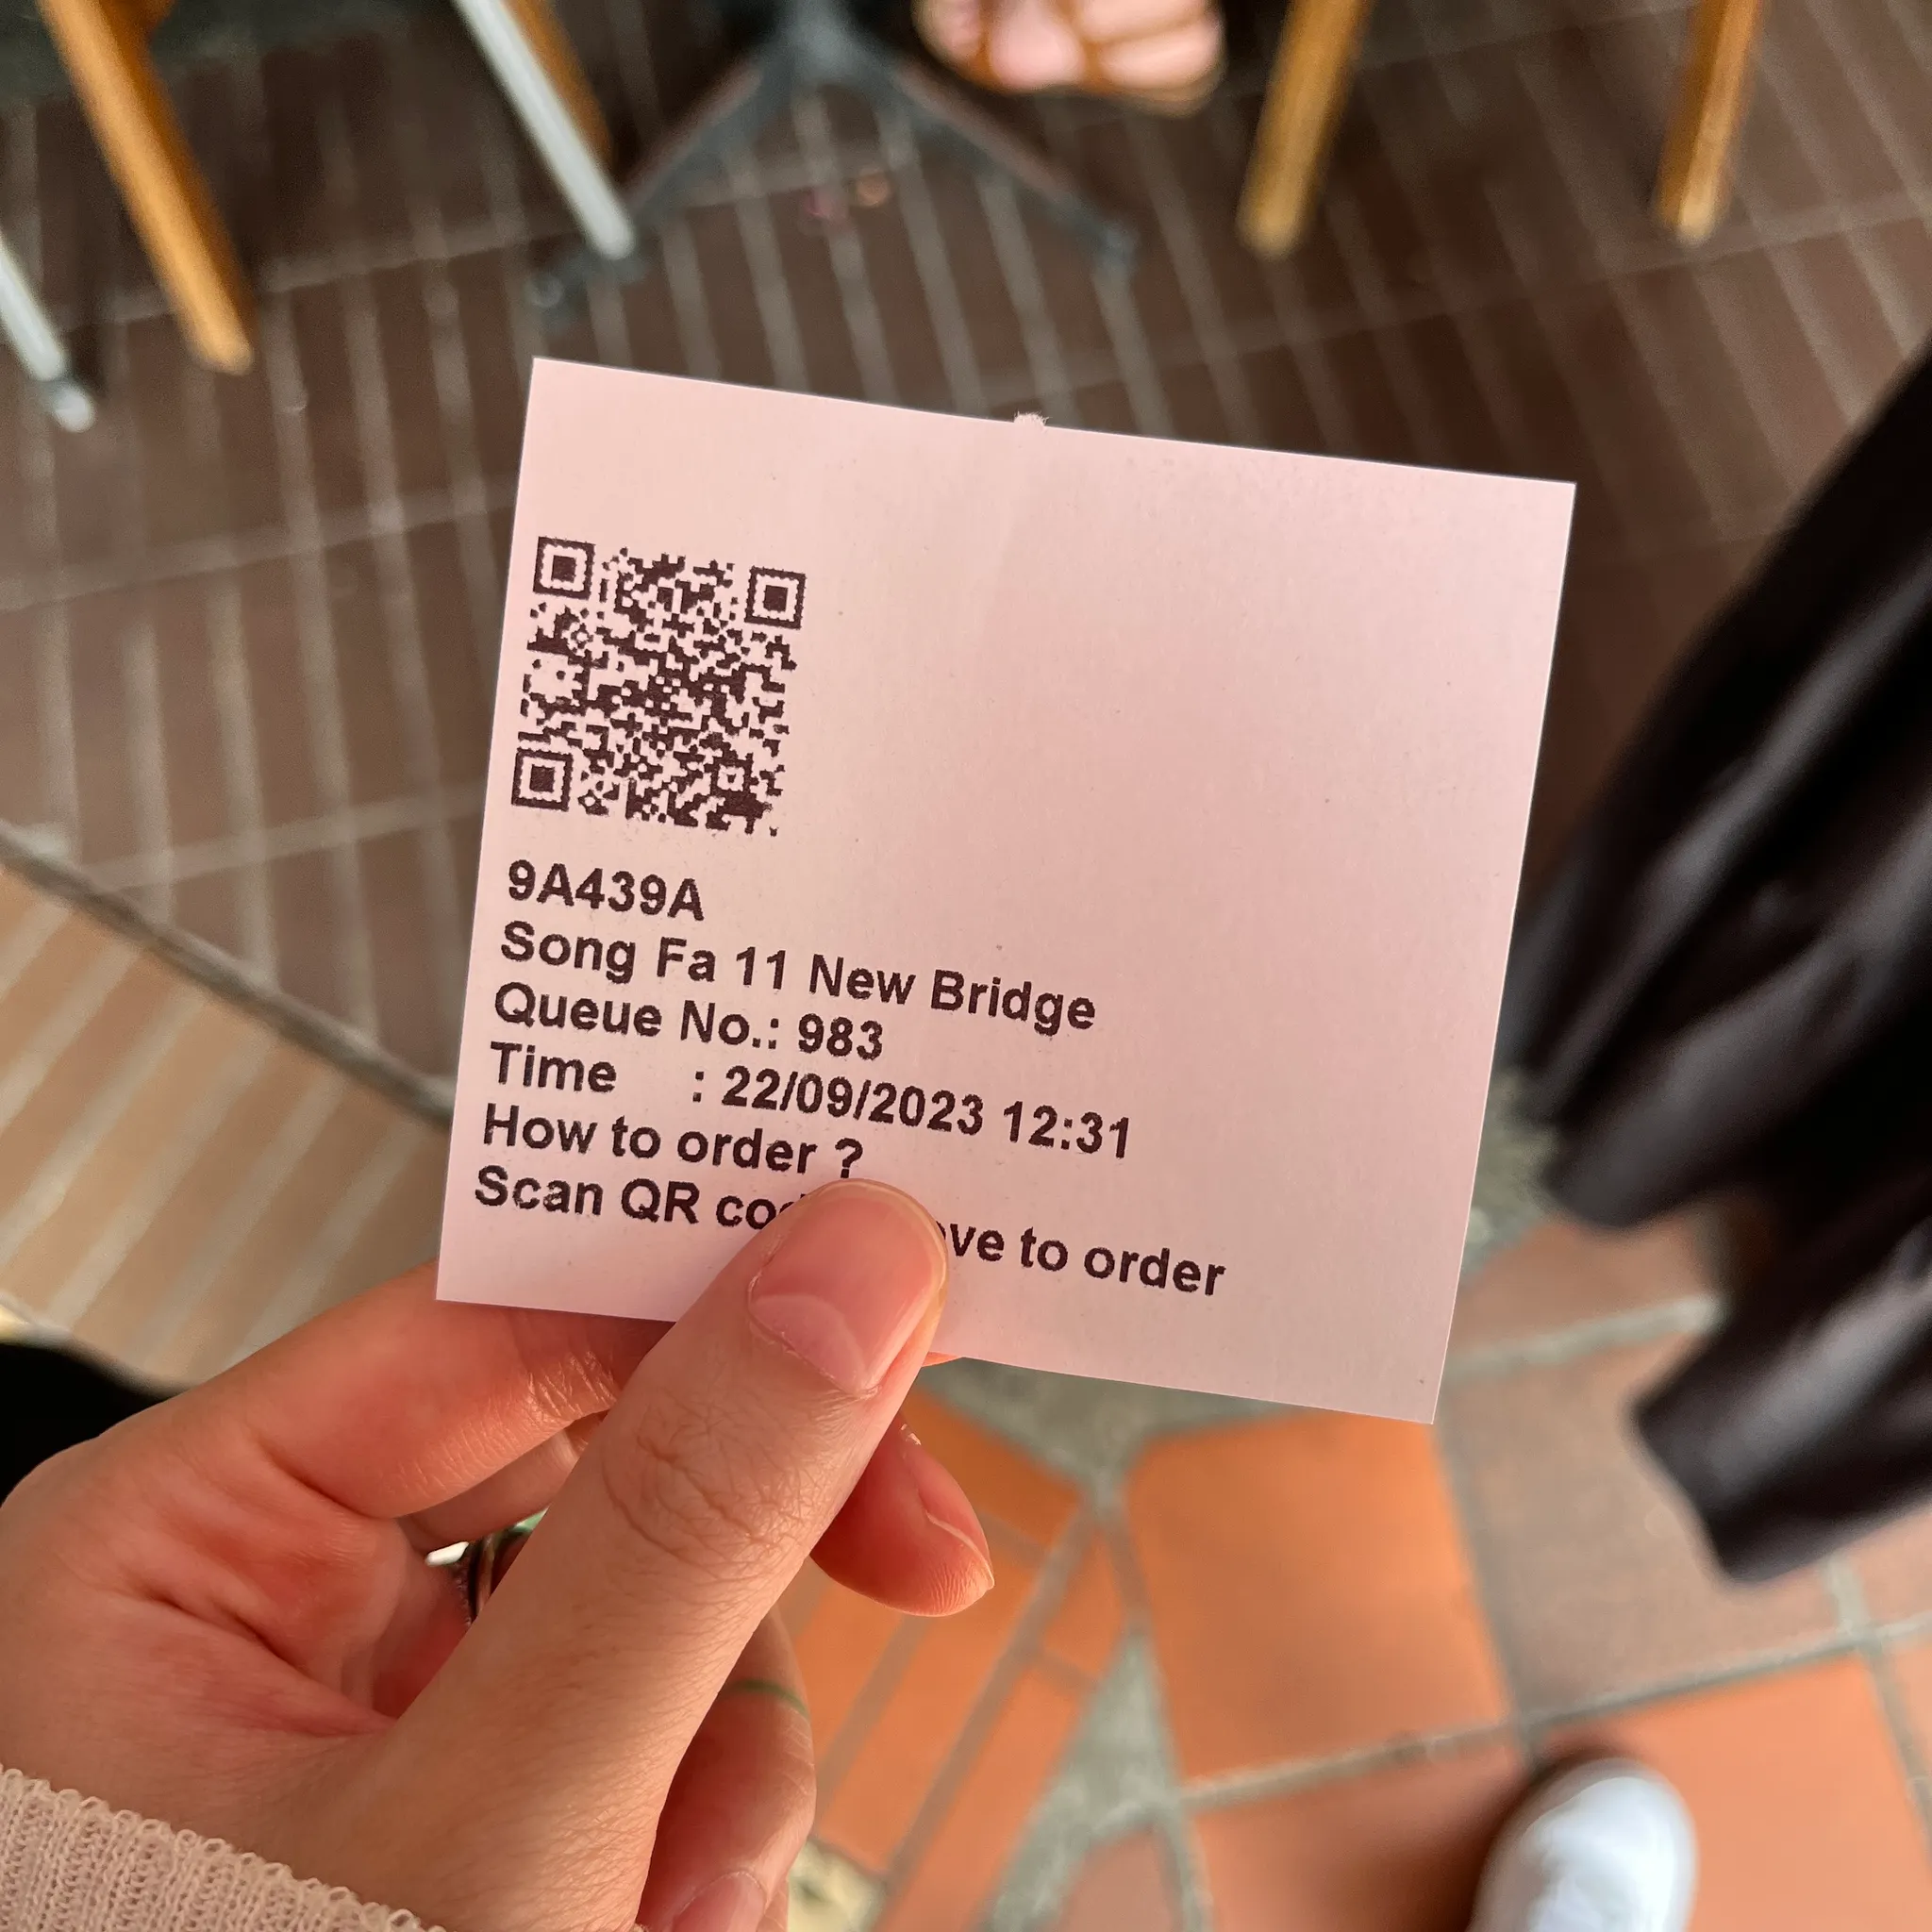 9A439A
Song Fa 11 New Bridge
Queue No.: 983
Time : 22/09/2023 12:31
How to order ?
Scan QR to order